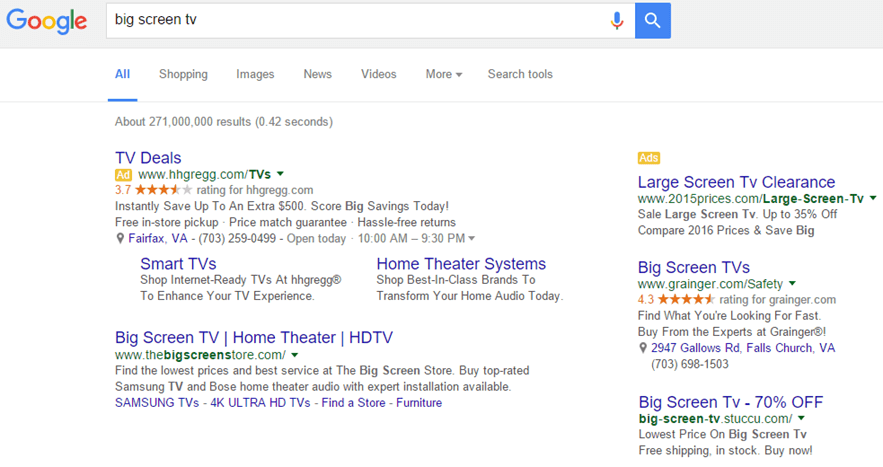 Google big screen tv
All Shopping Images News Videos More Search tools
About 271,000,000 results (0.42 seconds)
TV Deals
Ad www.hhgregg.com/TVs
3.7 rating for hhgregg.com
Instantly Save Up To An Extra $500. Score Big Savings Today!
Free in-store pickup · Price match guarantee · Hassle-free returns
Fairfax, VA - (703) 259-0499 - Open today · 10:00 AM – 9:30 PM
Smart TVs
Shop Internet-Ready TVs At hhgregg®
To Enhance Your TV Experience.
Home Theater Systems
Shop Best-In-Class Brands To
Transform Your Home Audio Today.
Big Screen TV | Home Theater | HDTV
www.thebigscreenstore.com/
Find the lowest prices and best service at The Big Screen Store. Buy top-rated
Samsung TV and Bose home theater audio with expert installation available.
SAMSUNG TVs - 4K ULTRA HD TVs - Find a Store - Furniture
Ads
Large Screen Tv Clearance
www.2015prices.com/Large-Screen-Tv
Sale Large Screen Tv. Up to 35% Off
Compare 2016 Prices & Save Big
Big Screen TVs
www.grainger.com/Safety
4.3 rating for grainger.com
Find What You're Looking For Fast.
Buy From the Experts at Grainger®!
2947 Gallows Rd, Falls Church, VA
(703) 698-1503
Big Screen Tv - 70% OFF
big-screen-tv.stuccu.com/
Lowest Price On Big Screen Tv
Free shipping, in stock. Buy now!